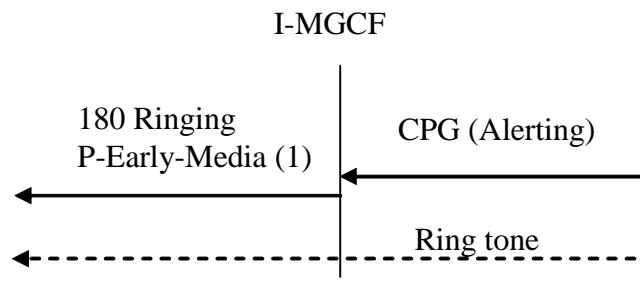 I-MGCF
180 Ringing
P-Early-Media (1)
CPG (Alerting)
Ring tone